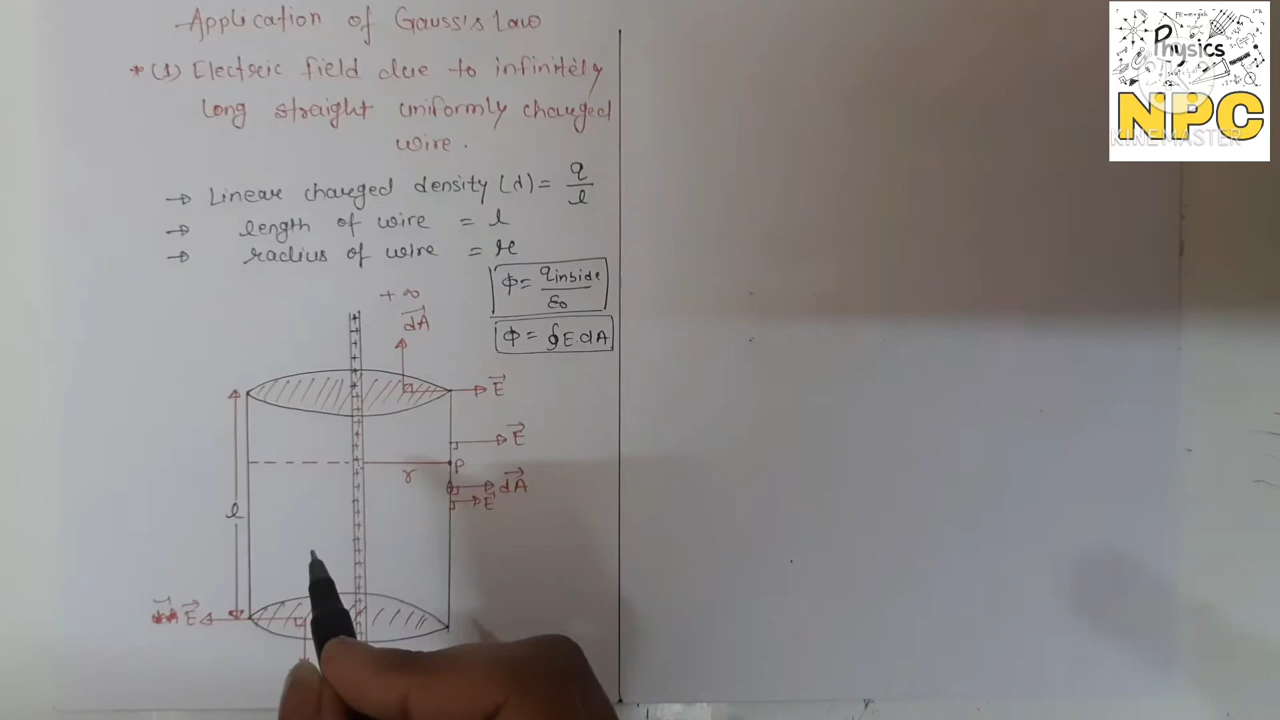 Application of Gauss's Law
* (1) Electric field due to infinitely
long straight uniformly charged
wire.
→ Linear charged density (d) = q/l
→ length of wire = l
→ radius of wire = r
ϕ = qinside/ε₀
ϕ = ∮E.dA
+ ∞
dA
E
E
P
r
dA
E
l
E
Physics
NPC
KINEMASTER